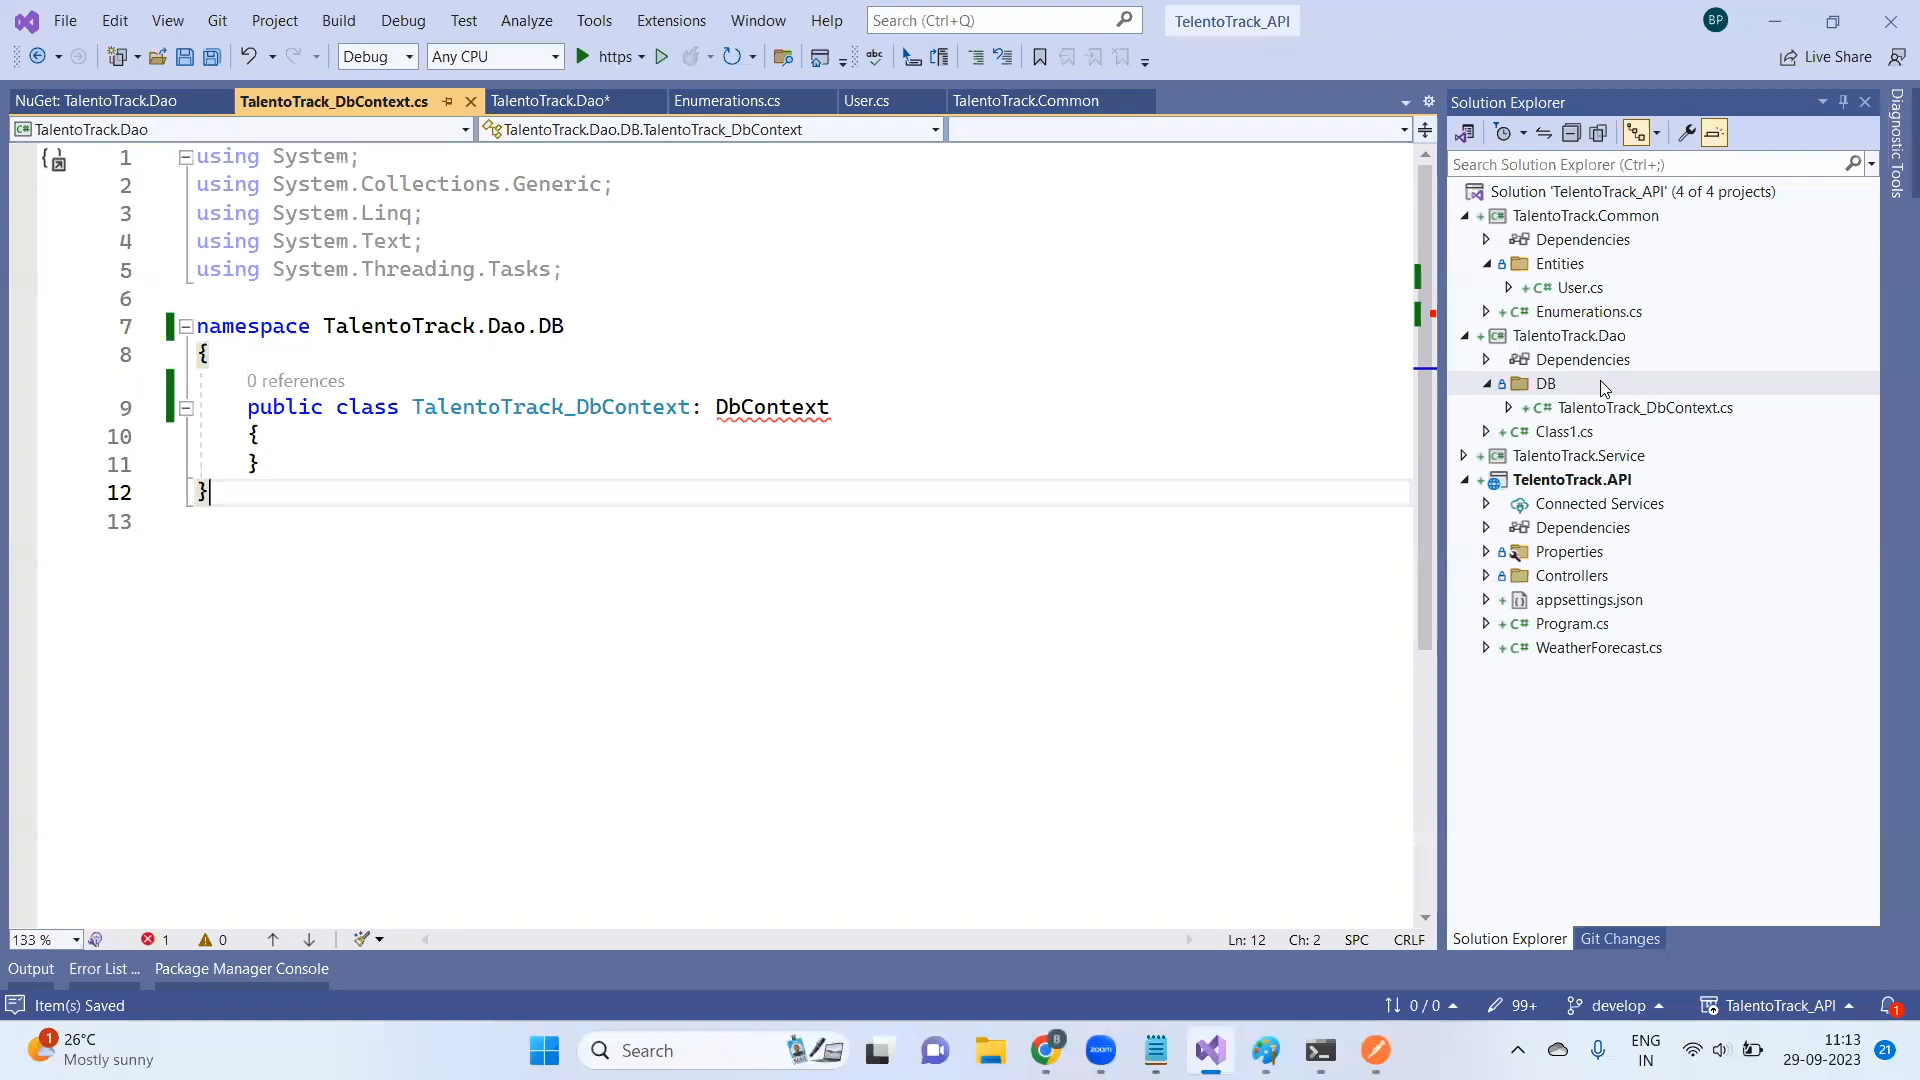 File Edit View Git Project Build Debug Test Analyze Tools Extensions Window Help Search (Ctrl+Q) TelentoTrack_API BP
Debug Any CPU https Live Share
NuGet: TalentoTrack.Dao TalentoTrack_DbContext.cs TalentoTrack.Dao* Enumerations.cs User.cs TalentoTrack.Common
TalentoTrack.Dao TalentoTrack.Dao.DB.TalentoTrack_DbContext
1 using System;
2 using System.Collections.Generic;
3 using System.Linq;
4 using System.Text;
5 using System.Threading.Tasks;
6
7 namespace TalentoTrack.Dao.DB
8 {
0 references
9 public class TalentoTrack_DbContext: DbContext
10 {
11 }
12 }
13
133 % 1 0 Ln: 12 Ch: 2 SPC CRLF
Solution Explorer
Search Solution Explorer (Ctrl+;)
Solution 'TelentoTrack_API' (4 of 4 projects)
TalentoTrack.Common
Dependencies
Entities
User.cs
Enumerations.cs
TalentoTrack.Dao
Dependencies
DB
TalentoTrack_DbContext.cs
Class1.cs
TalentoTrack.Service
TelentoTrack.API
Connected Services
Dependencies
Properties
Controllers
appsettings.json
Program.cs
WeatherForecast.cs
Solution Explorer Git Changes
Diagnostic Tools
Output Error List ... Package Manager Console
Item(s) Saved 0 / 0 99+ develop TalentoTrack_API 1
1 26°C
Mostly sunny
Search
zoom
B
ENG
IN
11:13
29-09-2023
21